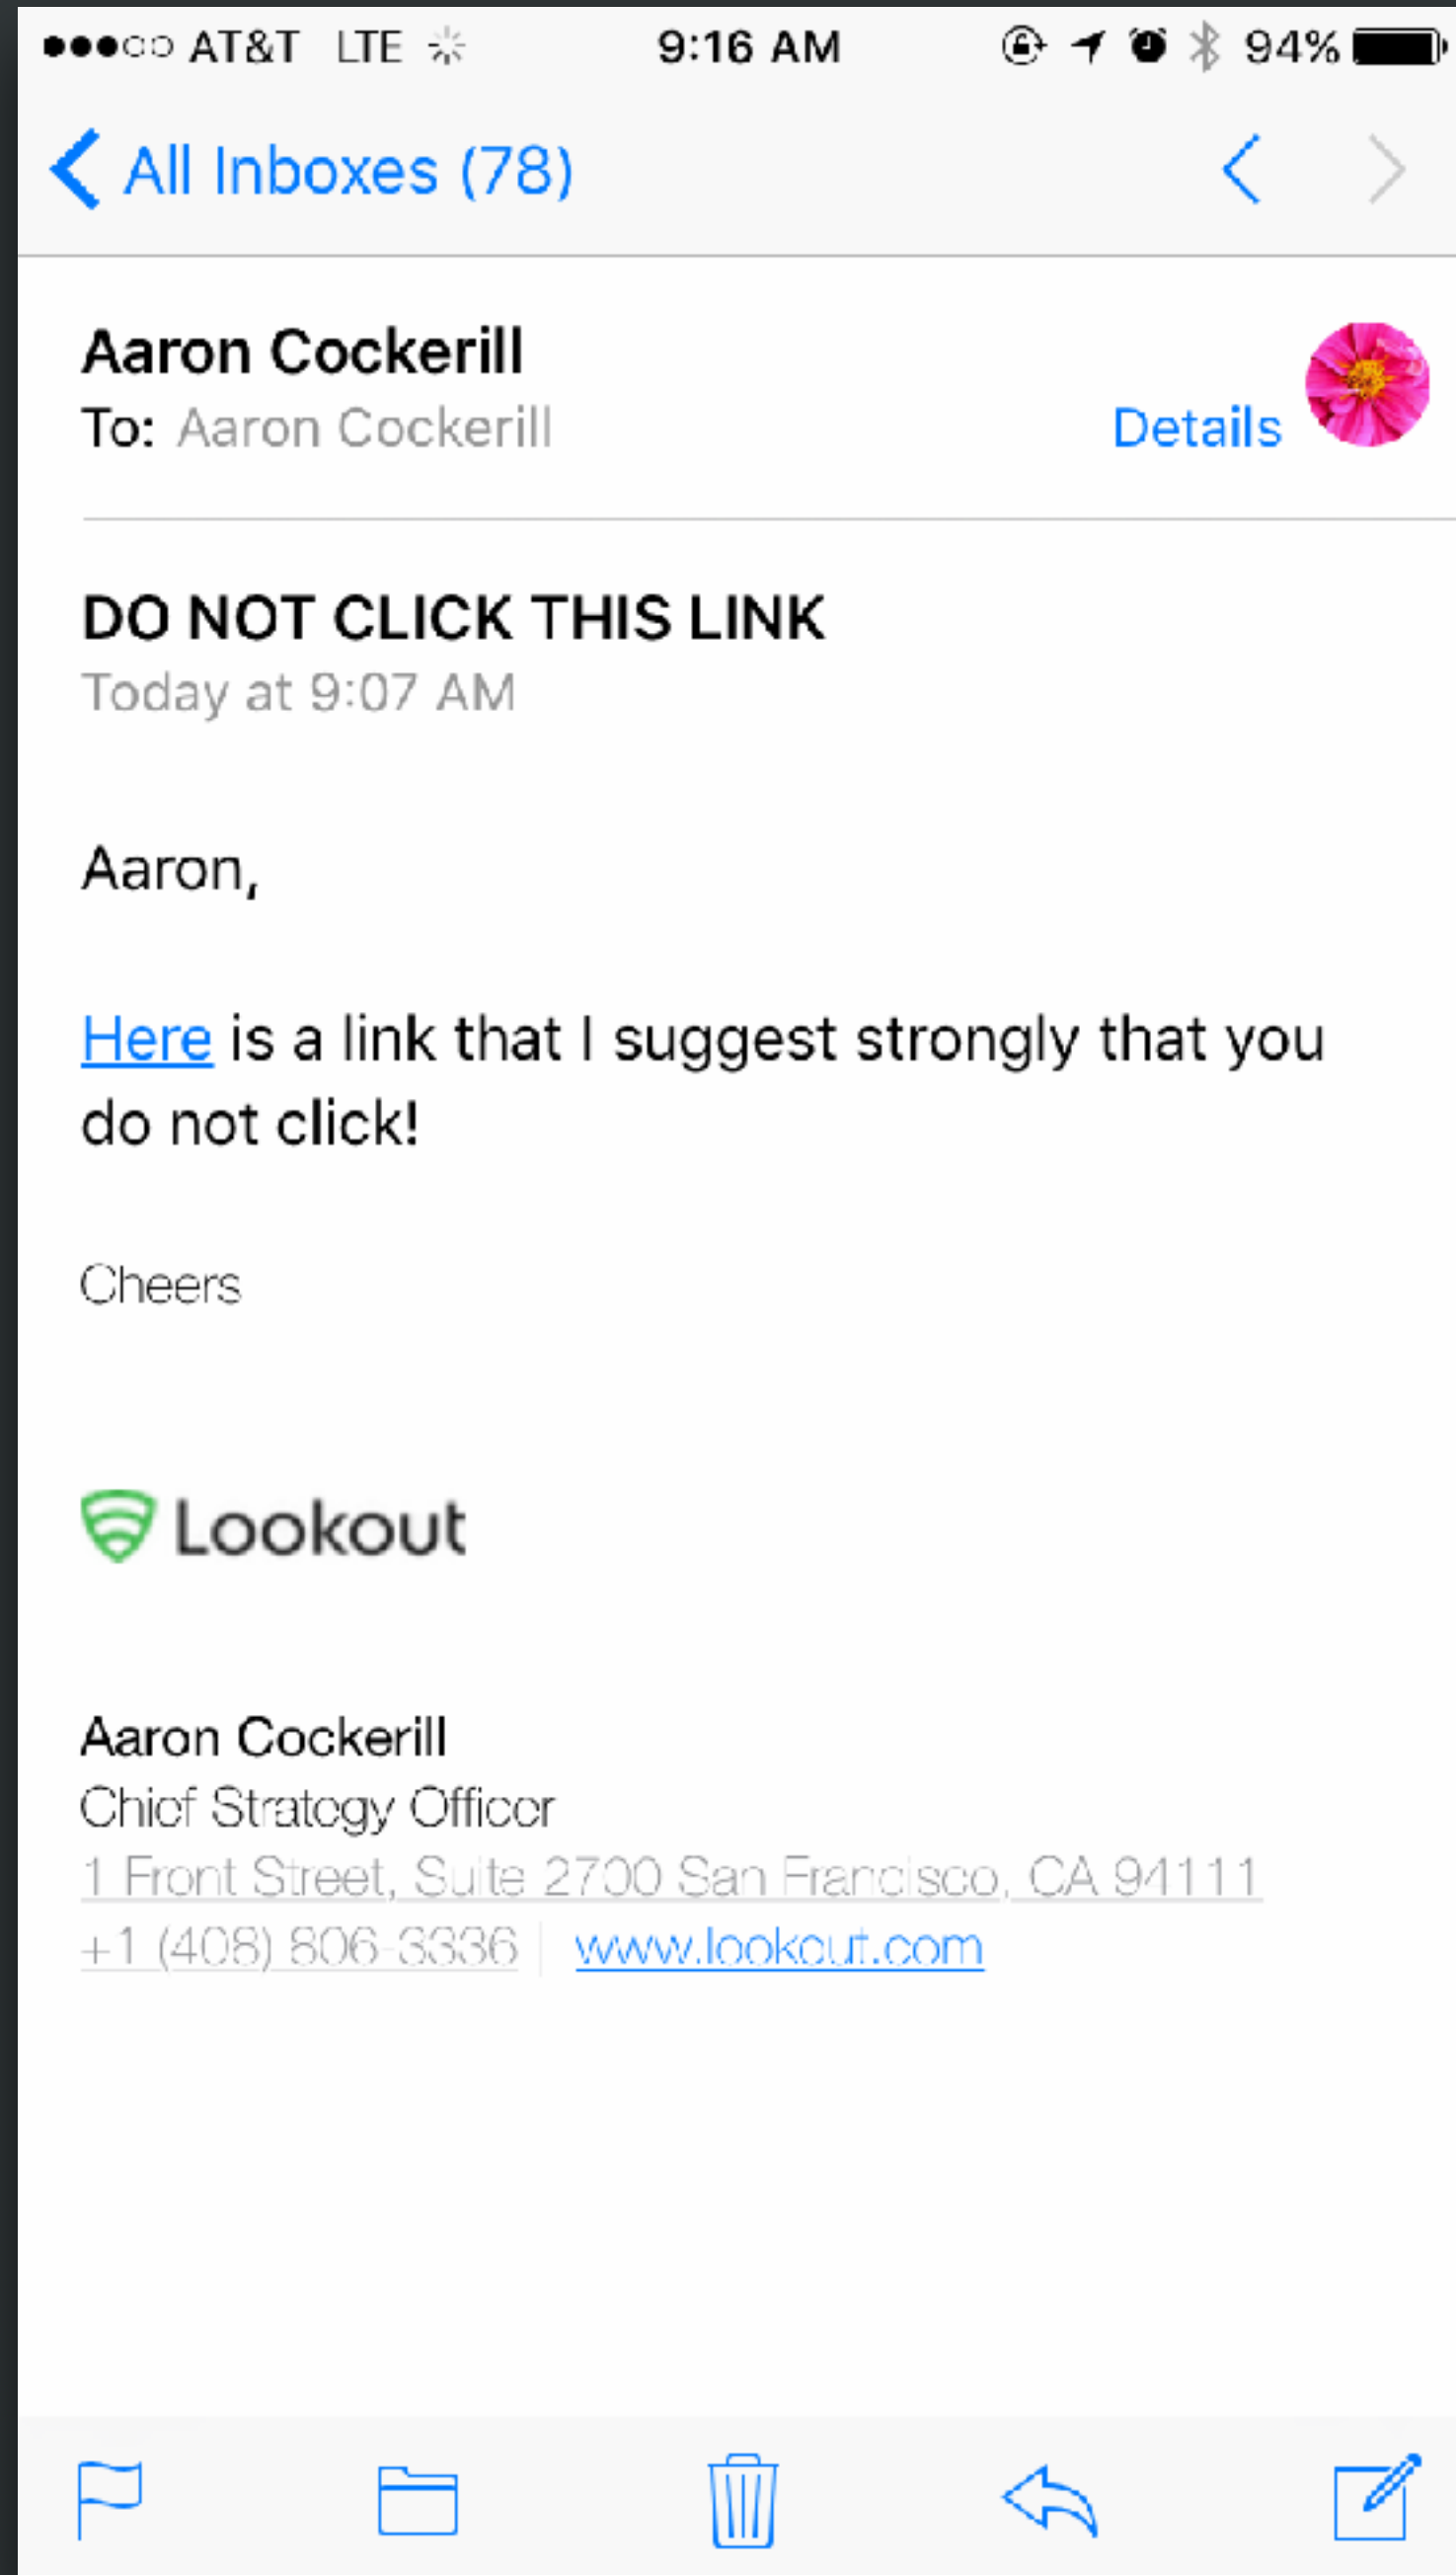 AT&T LTE 9:16 AM 94%
All Inboxes (78)
Aaron Cockerill
To: Aaron Cockerill
Details
DO NOT CLICK THIS LINK
Today at 9:07 AM
Aaron,
Here is a link that I suggest strongly that you
do not click!
Cheers
Lookout
Aaron Cockerill
Chief Strategy Officer
1 Front Street, Suite 2700 San Francisco, CA 94111
+1 (408) 806-3336 | www.lookout.com